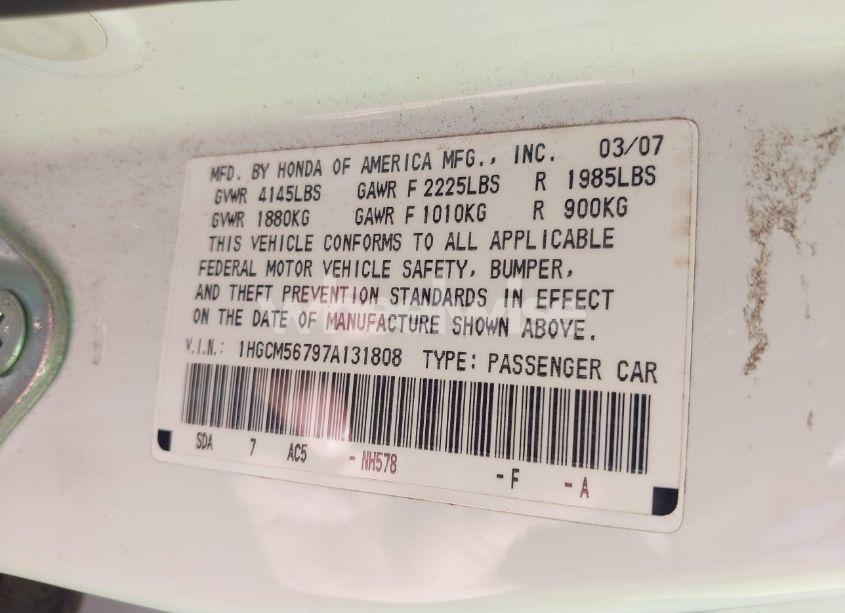 MFD. BY HONDA OF AMERICA MFG., INC. 03/07
GVWR 4145LBS GAWR F 2225LBS R 1985LBS
GVWR 1880KG GAWR F 1010KG R 900KG
THIS VEHICLE CONFORMS TO ALL APPLICABLE
FEDERAL MOTOR VEHICLE SAFETY, BUMPER,
AND THEFT PREVENTION STANDARDS IN EFFECT
ON THE DATE OF MANUFACTURE SHOWN ABOVE.
V.I.N.: 1HGCM56797A131808 TYPE: PASSENGER CAR
SDA 7 AC5 - NH578 - F - A